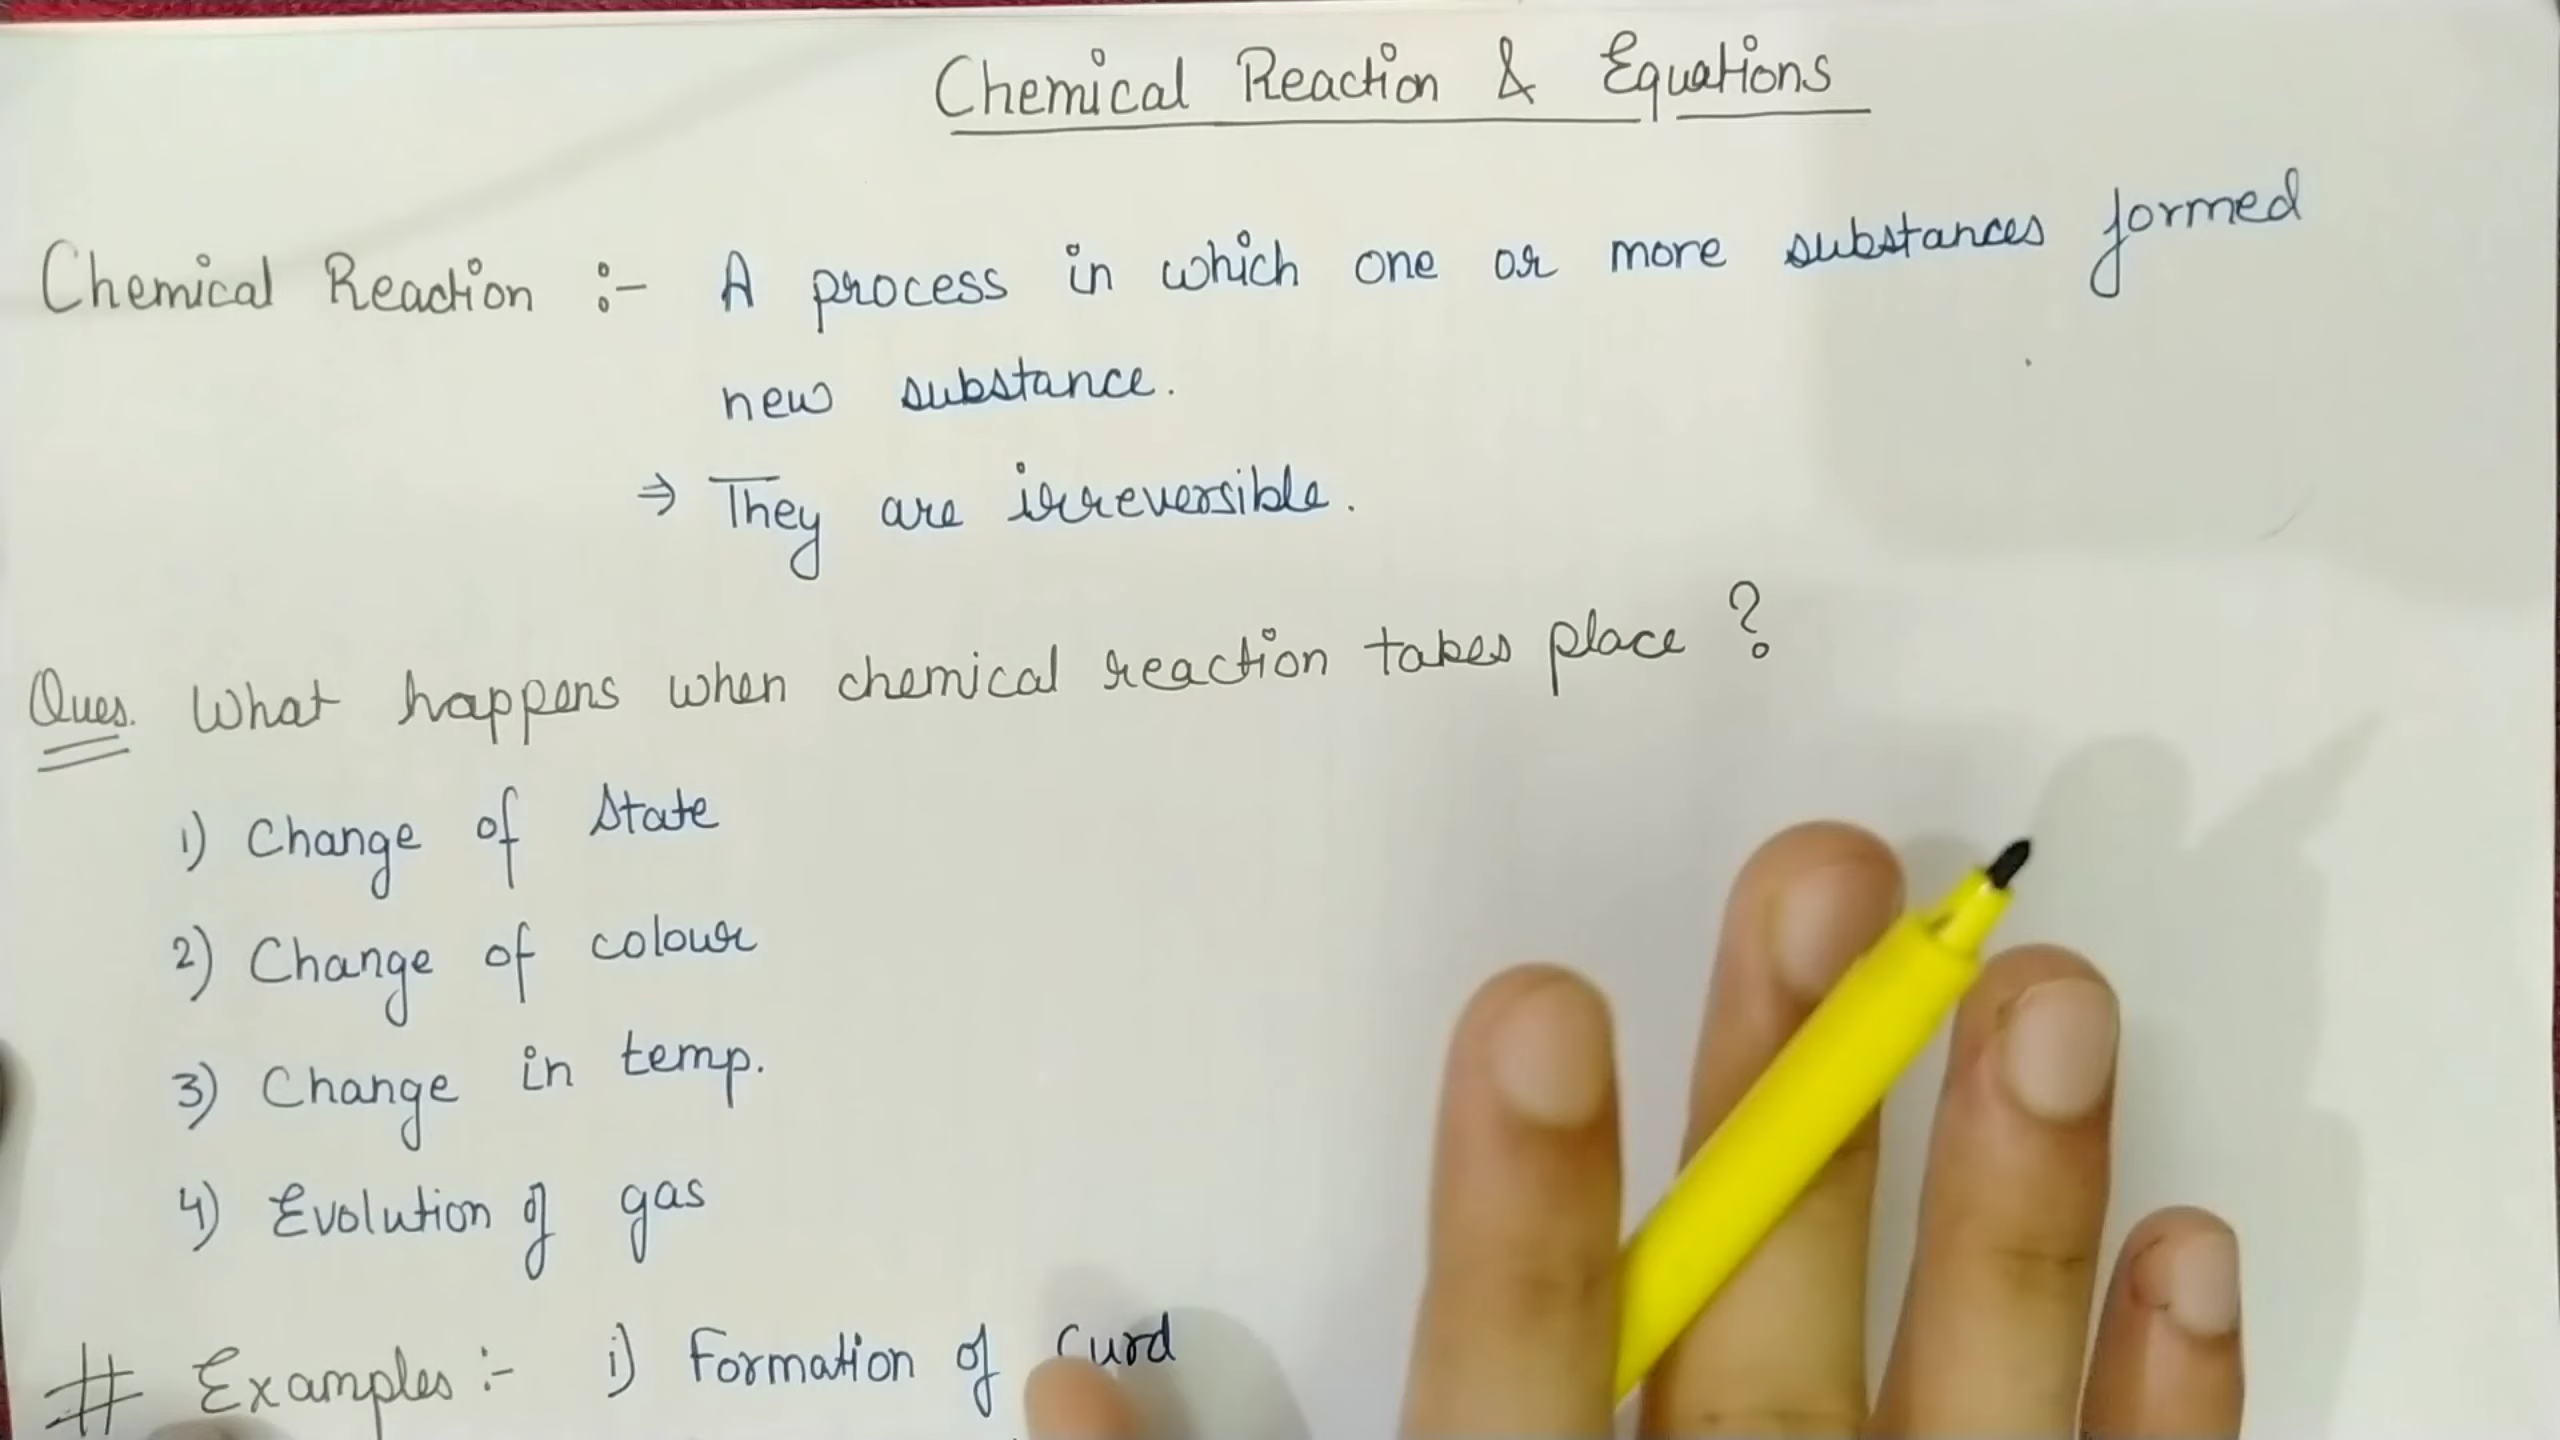 Chemical Reaction & Equations
Chemical Reaction :- A process in which one or more substances formed
new substance.
⇒ They are irreversible.
Ques. What happens when chemical reaction takes place ?
1) Change of state
2) Change of colour
3) Change in temp.
4) Evolution of gas
# Examples :- i) Formation of Curd